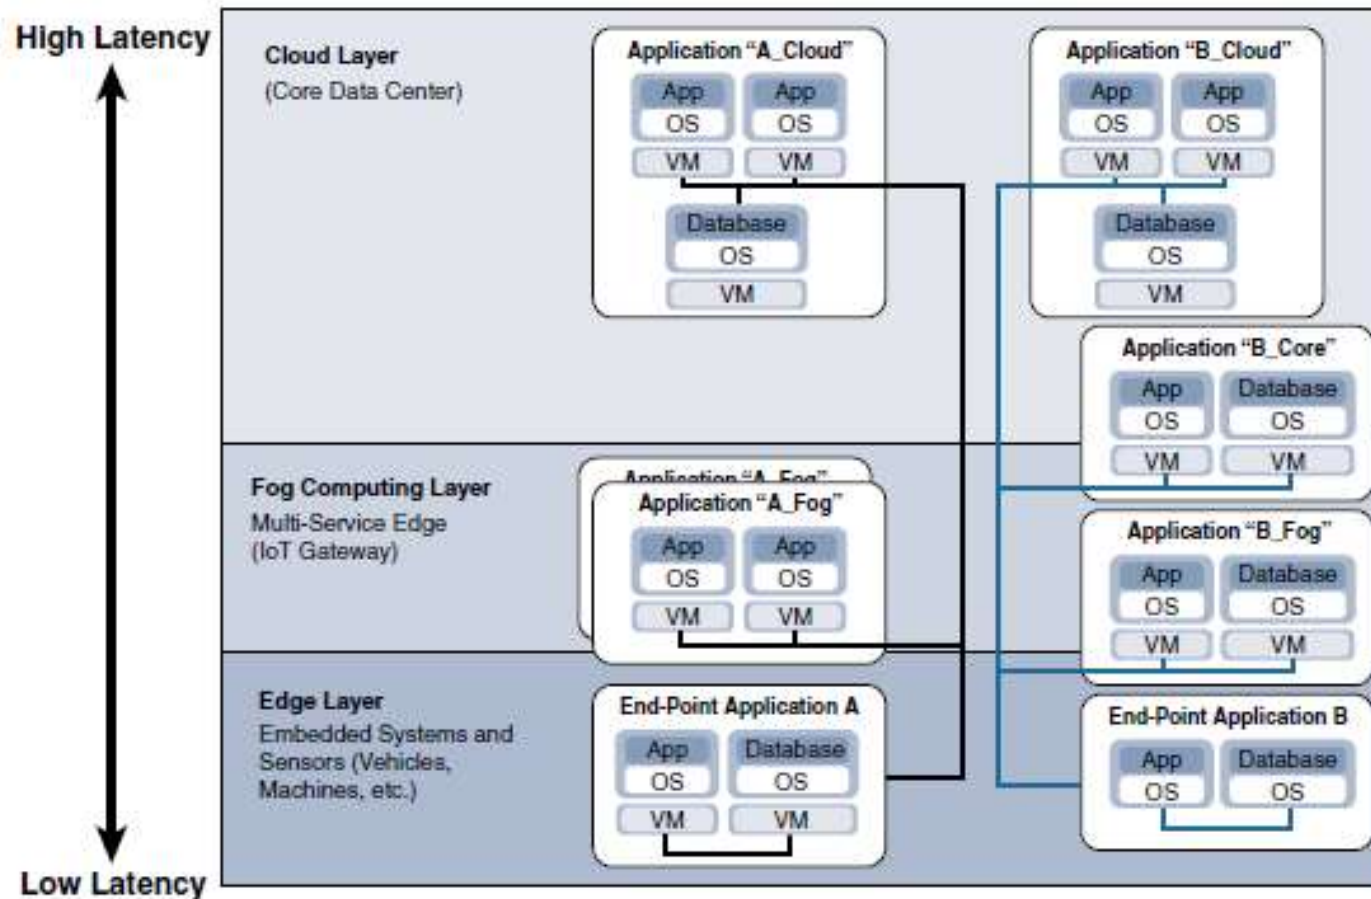 High Latency
Low Latency
Cloud Layer
(Core Data Center)
Application “A_Cloud”
App App
OS OS
VM VM
Database
OS
VM
Application “B_Cloud”
App App
OS OS
VM VM
Database
OS
VM
Application “B_Core”
App Database
OS OS
VM VM
Fog Computing Layer
Multi-Service Edge
(IoT Gateway)
Application “A_Fog”
Application “A_Fog”
App App
OS OS
VM VM
Application “B_Fog”
App Database
OS OS
VM VM
Edge Layer
Embedded Systems and
Sensors (Vehicles,
Machines, etc.)
End-Point Application A
App Database
OS OS
VM VM
End-Point Application B
App Database
OS OS